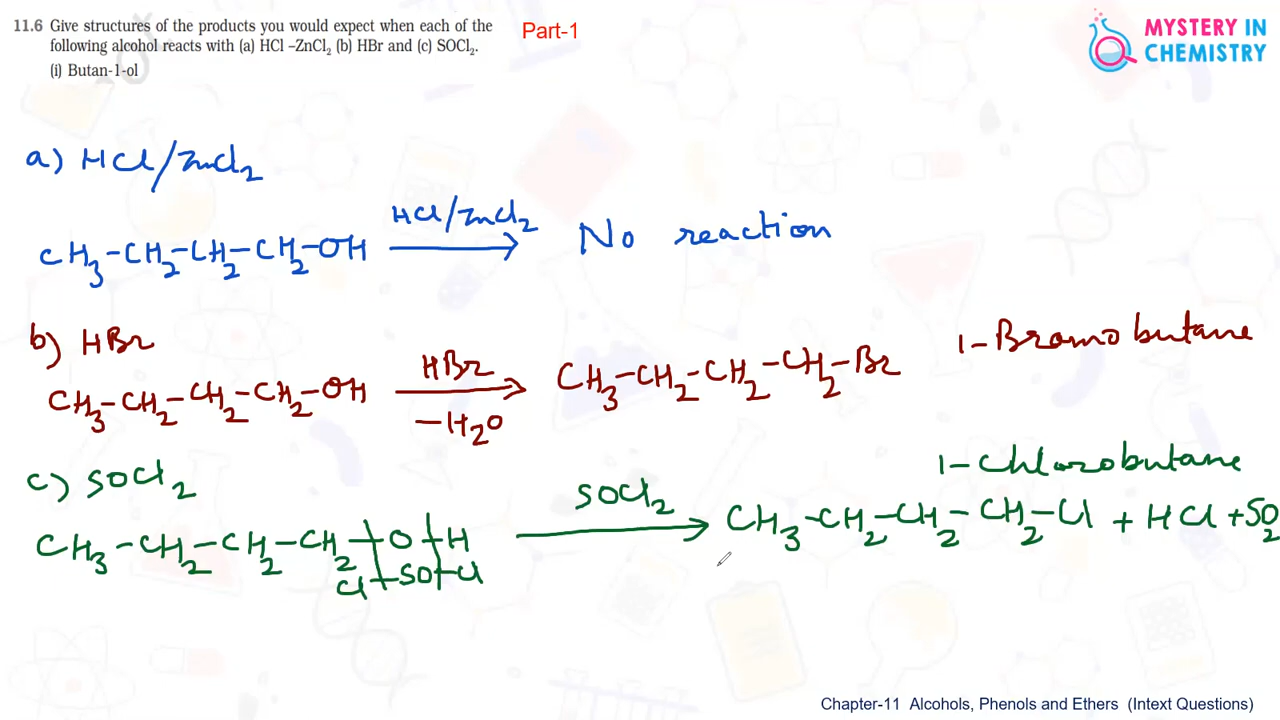 11.6 Give structures of the products you would expect when each of the
following alcohol reacts with (a) HCl –ZnCl₂ (b) HBr and (c) SOCl₂.
(i) Butan-1-ol
Part-1
MYSTERY IN
CHEMISTRY
a) HCl/ZnCl₂
CH₃-CH₂-CH₂-CH₂-OH
HCl/ZnCl₂
No reaction
b) HBr
CH₃-CH₂-CH₂-CH₂-OH
HBr
-H₂O
CH₃-CH₂-CH₂-CH₂-Br
1-Bromobutane
c) SOCl₂
CH₃-CH₂-CH₂-CH₂-O-H
Cl-SO-Cl
SOCl₂
1-Chlorobutane
CH₃-CH₂-CH₂-CH₂-Cl + HCl + SO₂
Chapter-11 Alcohols, Phenols and Ethers (Intext Questions)